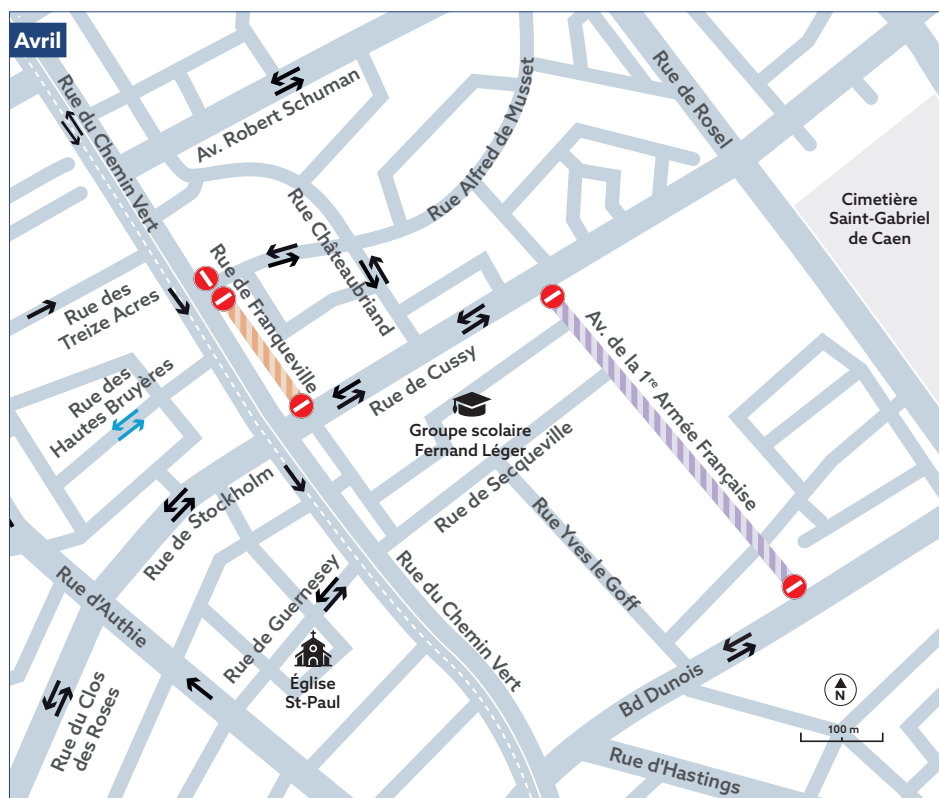 Avril
Rue du Chemin Vert
Av. Robert Schuman
Rue Alfred de Musset
Rue de Rosel
Cimetière
Saint-Gabriel
de Caen
Rue Châteaubriand
Rue de Franqueville
Rue des
Treize Acres
Rue des
Hautes Bruyères
Rue de Cussy
Av. de la 1re Armée Française
Groupe scolaire
Fernand Léger
Rue de Secqueville
Rue de Stockholm
Rue Yves le Goff
Rue d'Authie
Rue de Guernesey
Rue du Chemin Vert
Église
St-Paul
Bd Dunois
Rue du Clos
des Roses
Rue d'Hastings
N
100 m